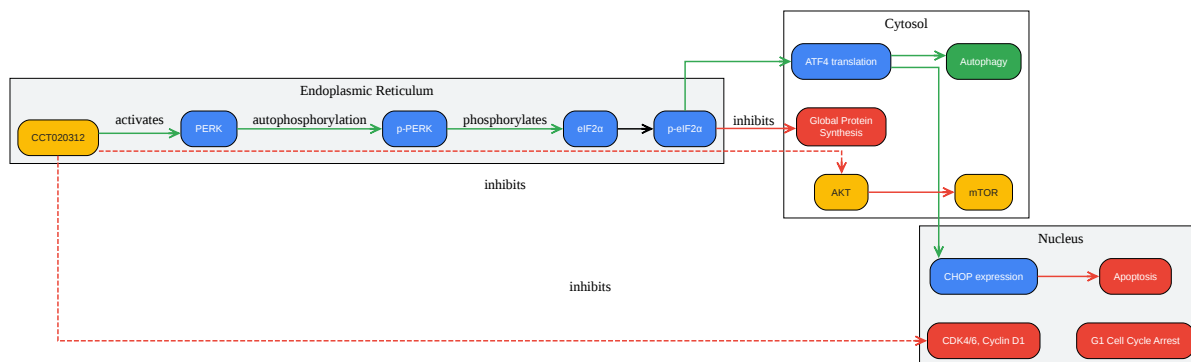 Cytosol
ATF4 translation
Autophagy
Endoplasmic Reticulum
CCT020312
activates
PERK
autophosphorylation
p-PERK
phosphorylates
eIF2α
p-eIF2α
inhibits
Global Protein
Synthesis
inhibits
AKT
mTOR
Nucleus
CHOP expression
Apoptosis
inhibits
CDK4/6, Cyclin D1
G1 Cell Cycle Arrest